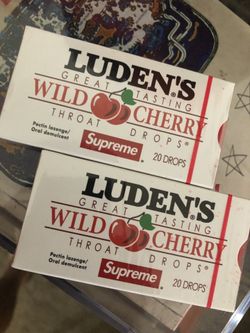 LUDEN'S
GREAT TASTING
WILD CHERRY
THROAT DROPS®
Pectin lozenge/
Oral demulcent
Supreme
20 DROPS
LUDEN'S
GREAT TASTING
WILD CHERRY
THROAT DROPS®
Pectin lozenge/
Oral demulcent
Supreme
20 DROPS